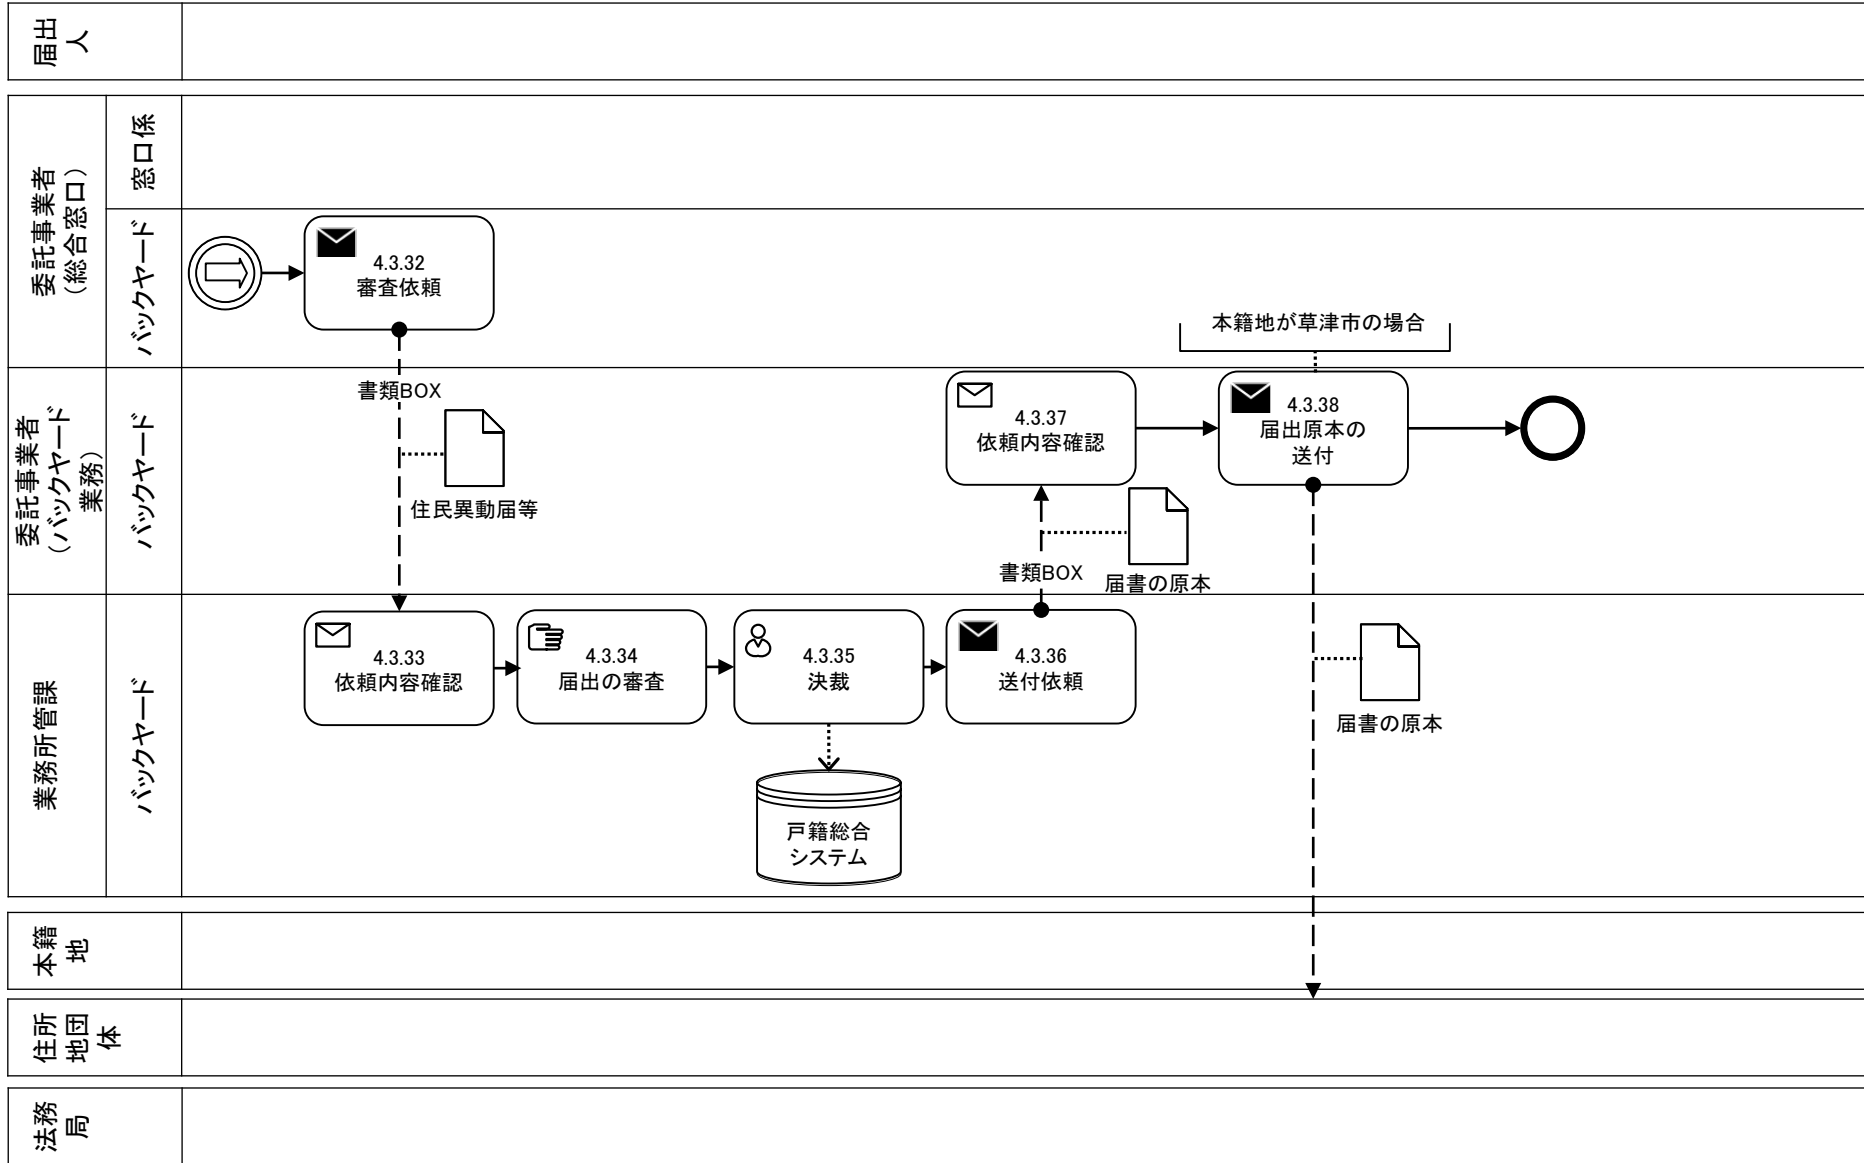 届出
人
委託事業者
（総合窓口）
窓口係
バックヤード
4.3.32
審査依頼
本籍地が草津市の場合
委託事業者
（バックヤード
業務）
バックヤード
書類BOX
住民異動届等
4.3.37
依頼内容確認
4.3.38
届出原本の
送付
書類BOX
届書の原本
業務所管課
バックヤード
4.3.33
依頼内容確認
4.3.34
届出の審査
4.3.35
決裁
4.3.36
送付依頼
届書の原本
戸籍総合
システム
本籍
地
住所
地団
体
法務
局